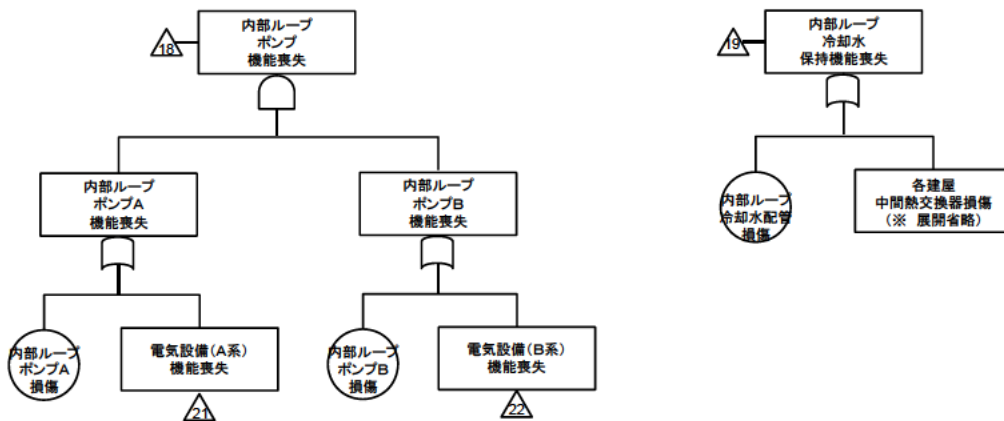 18
内部ループ
ポンプ
機能喪失
19
内部ループ
冷却水
保持機能喪失
内部ループ
ポンプA
機能喪失
内部ループ
ポンプB
機能喪失
内部ループ
冷却水配管
損傷
各建屋
中間熱交換器損傷
(※ 展開省略)
内部ループ
ポンプA
損傷
電気設備(A系)
機能喪失
21
内部ループ
ポンプB
損傷
電気設備(B系)
機能喪失
22